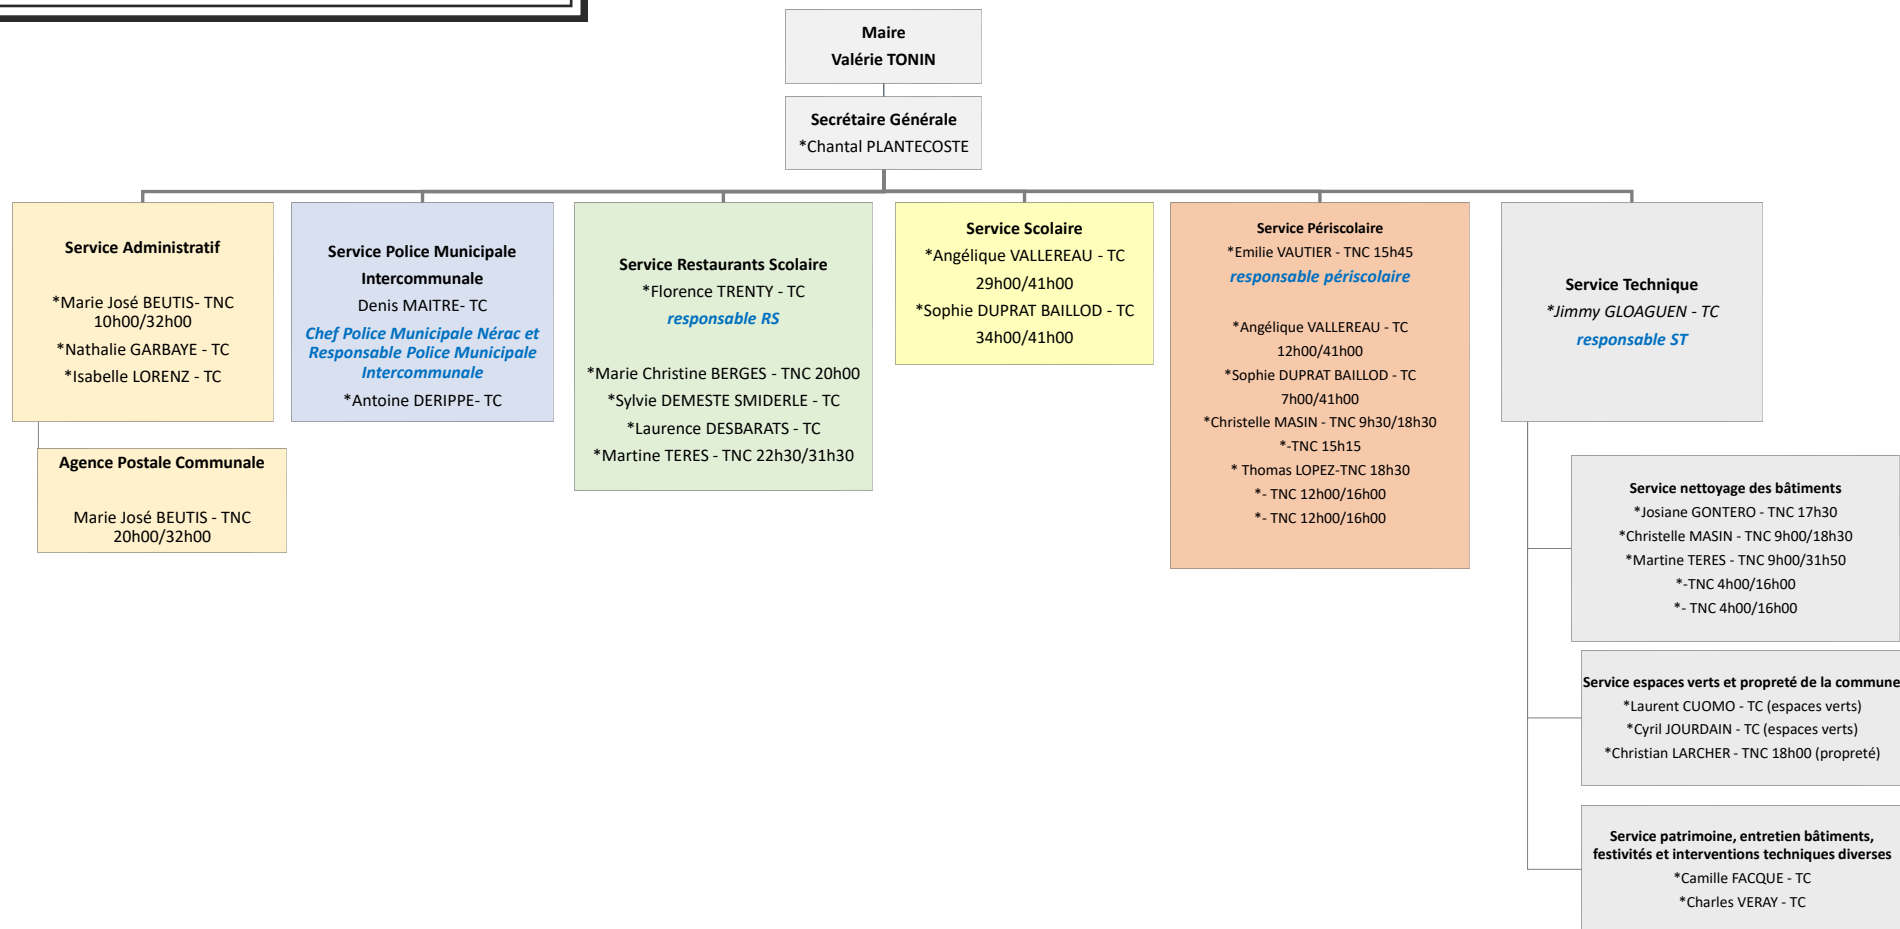 Maire
Valérie TONIN
Secrétaire Générale
*Chantal PLANTECOSTE
Service Administratif
*Marie José BEUTIS- TNC
10h00/32h00
*Nathalie GARBAYE - TC
*Isabelle LORENZ - TC
Agence Postale Communale
Marie José BEUTIS - TNC
20h00/32h00
Service Police Municipale
Intercommunale
Denis MAITRE- TC
Chef Police Municipale Nérac et
Responsable Police Municipale
Intercommunale
*Antoine DERIPPE- TC
Service Restaurants Scolaire
*Florence TRENTY - TC
responsable RS
*Marie Christine BERGES - TNC 20h00
*Sylvie DEMESTE SMIDERLE - TC
*Laurence DESBARATS - TC
*Martine TERES - TNC 22h30/31h30
Service Scolaire
*Angélique VALLEREAU - TC
29h00/41h00
*Sophie DUPRAT BAILLOD - TC
34h00/41h00
Service Périscolaire
*Emilie VAUTIER - TNC 15h45
responsable périscolaire
*Angélique VALLEREAU - TC
12h00/41h00
*Sophie DUPRAT BAILLOD - TC
7h00/41h00
*Christelle MASIN - TNC 9h30/18h30
*-TNC 15h15
* Thomas LOPEZ-TNC 18h30
*- TNC 12h00/16h00
*- TNC 12h00/16h00
Service Technique
*Jimmy GLOAGUEN - TC
responsable ST
Service nettoyage des bâtiments
*Josiane GONTERO - TNC 17h30
*Christelle MASIN - TNC 9h00/18h30
*Martine TERES - TNC 9h00/31h50
*-TNC 4h00/16h00
*- TNC 4h00/16h00
Service espaces verts et propreté de la commune
*Laurent CUOMO - TC (espaces verts)
*Cyril JOURDAIN - TC (espaces verts)
*Christian LARCHER - TNC 18h00 (propreté)
Service patrimoine, entretien bâtiments,
festivités et interventions techniques diverses
*Camille FACQUE - TC
*Charles VERAY - TC